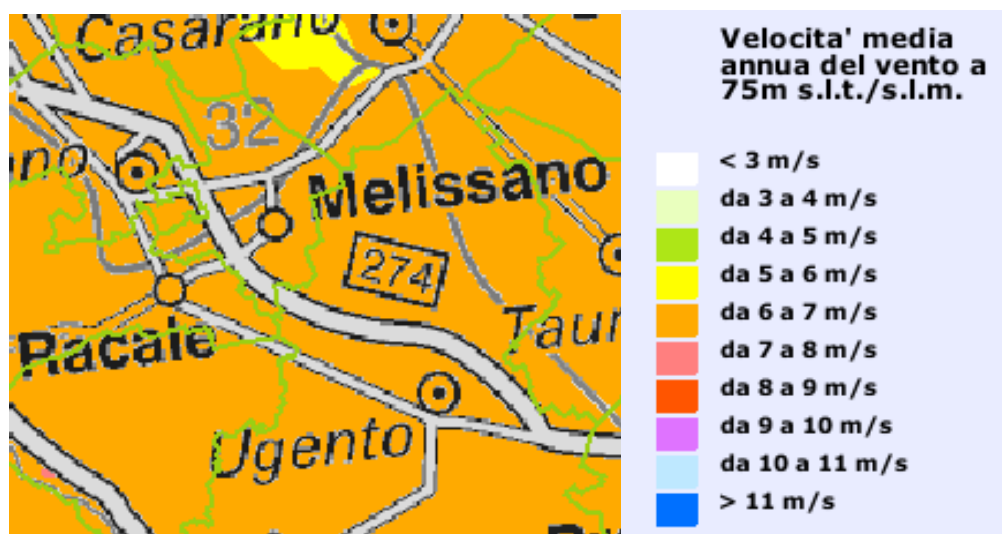 Casarano
32
Melissano
274
Taur
Racale
Ugento
Velocita' media
annua del vento a
75m s.l.t./s.l.m.
< 3 m/s
da 3 a 4 m/s
da 4 a 5 m/s
da 5 a 6 m/s
da 6 a 7 m/s
da 7 a 8 m/s
da 8 a 9 m/s
da 9 a 10 m/s
da 10 a 11 m/s
> 11 m/s